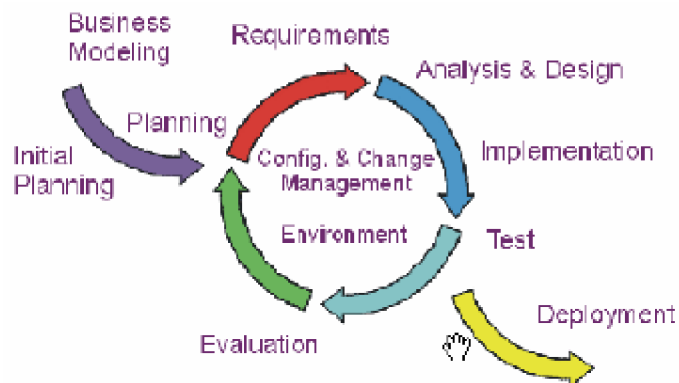 Business
Modeling
Requirements
Analysis & Design
Planning
Initial
Planning
Config. & Change
Management
Implementation
Environment
Test
Deployment
Evaluation